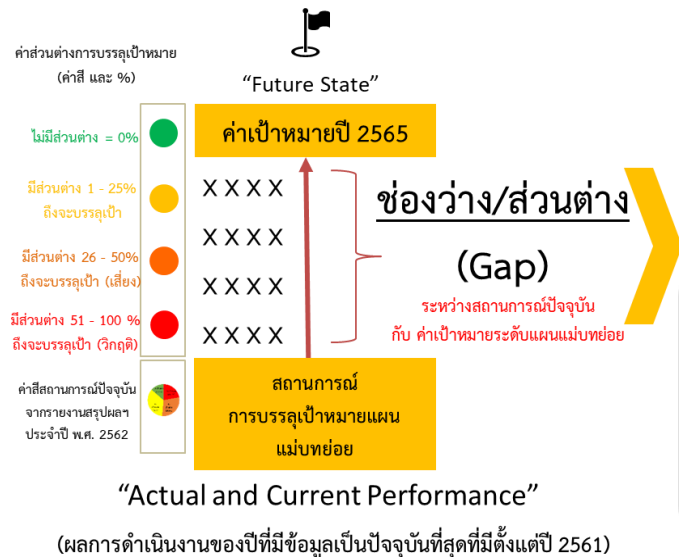 ค่าส่วนต่างการบรรลุเป้าหมาย
(ค่าสี และ %)
“Future State”
ไม่มีส่วนต่าง = 0%
ค่าเป้าหมายปี 2565
มีส่วนต่าง 1 - 25%
ถึงจะบรรลุเป้า
X X X X
X X X X
มีส่วนต่าง 26 - 50%
ถึงจะบรรลุเป้า (เสี่ยง)
X X X X
มีส่วนต่าง 51 - 100 %
ถึงจะบรรลุเป้า (วิกฤติ)
X X X X
ช่องว่าง/ส่วนต่าง
(Gap)
ระหว่างสถานการณ์ปัจจุบัน
กับ ค่าเป้าหมายระดับแผนแม่บทย่อย
ค่าสีสถานการณ์ปัจจุบัน
จากรายงานสรุปผลฯ
ประจำปี พ.ศ. 2562
สถานการณ์
การบรรลุเป้าหมายแผน
แม่บทย่อย
“Actual and Current Performance”
(ผลการดำเนินงานของปีที่มีข้อมูลเป็นปัจจุบันที่สุดที่มีตั้งแต่ปี 2561)